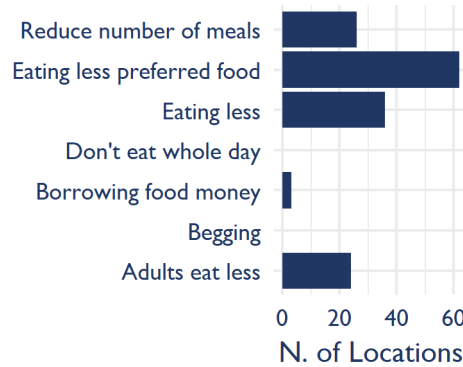 Reduce number of meals
Eating less preferred food
Eating less
Don't eat whole day
Borrowing food money
Begging
Adults eat less
0 20 40 60
N. of Locations